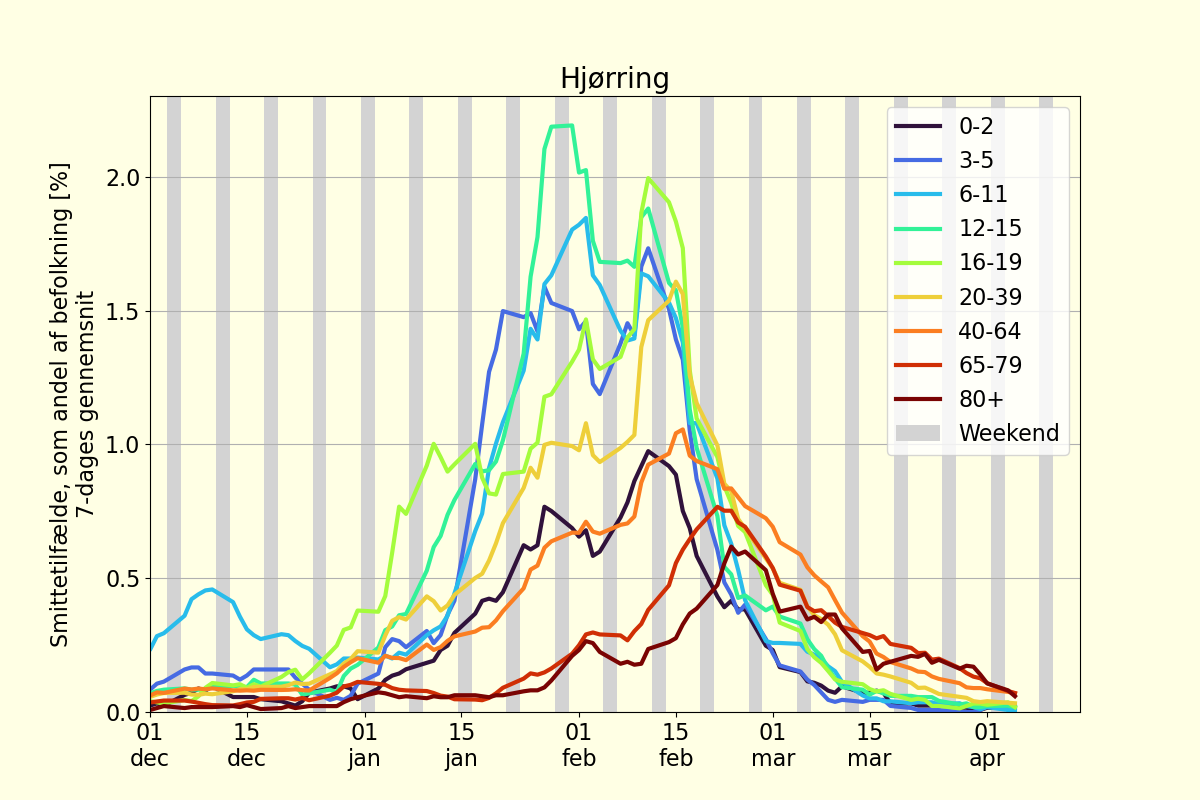 Hjørring
Smittetilfælde, som andel af befolkning [%]
7-dages gennemsnit
2.0
1.5
1.0
0.5
0.0
0-2
3-5
6-11
12-15
16-19
20-39
40-64
65-79
80+
Weekend
01 15 01 15 01 15 01 15 01
dec dec jan jan feb feb mar mar apr